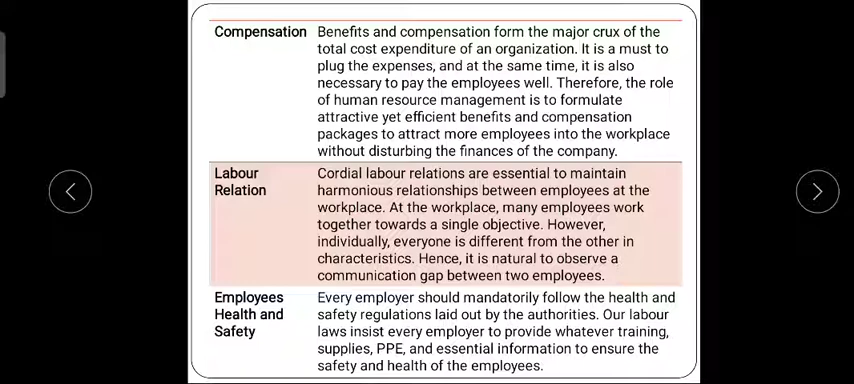 Compensation Benefits and compensation form the major crux of the
total cost expenditure of an organization. It is a must to
plug the expenses, and at the same time, it is also
necessary to pay the employees well. Therefore, the role
of human resource management is to formulate
attractive yet efficient benefits and compensation
packages to attract more employees into the workplace
without disturbing the finances of the company.
Labour Cordial labour relations are essential to maintain
Relation harmonious relationships between employees at the
workplace. At the workplace, many employees work
together towards a single objective. However,
individually, everyone is different from the other in
characteristics. Hence, it is natural to observe a
communication gap between two employees.
Employees Every employer should mandatorily follow the health and
Health and safety regulations laid out by the authorities. Our labour
Safety laws insist every employer to provide whatever training,
supplies, PPE, and essential information to ensure the
safety and health of the employees.